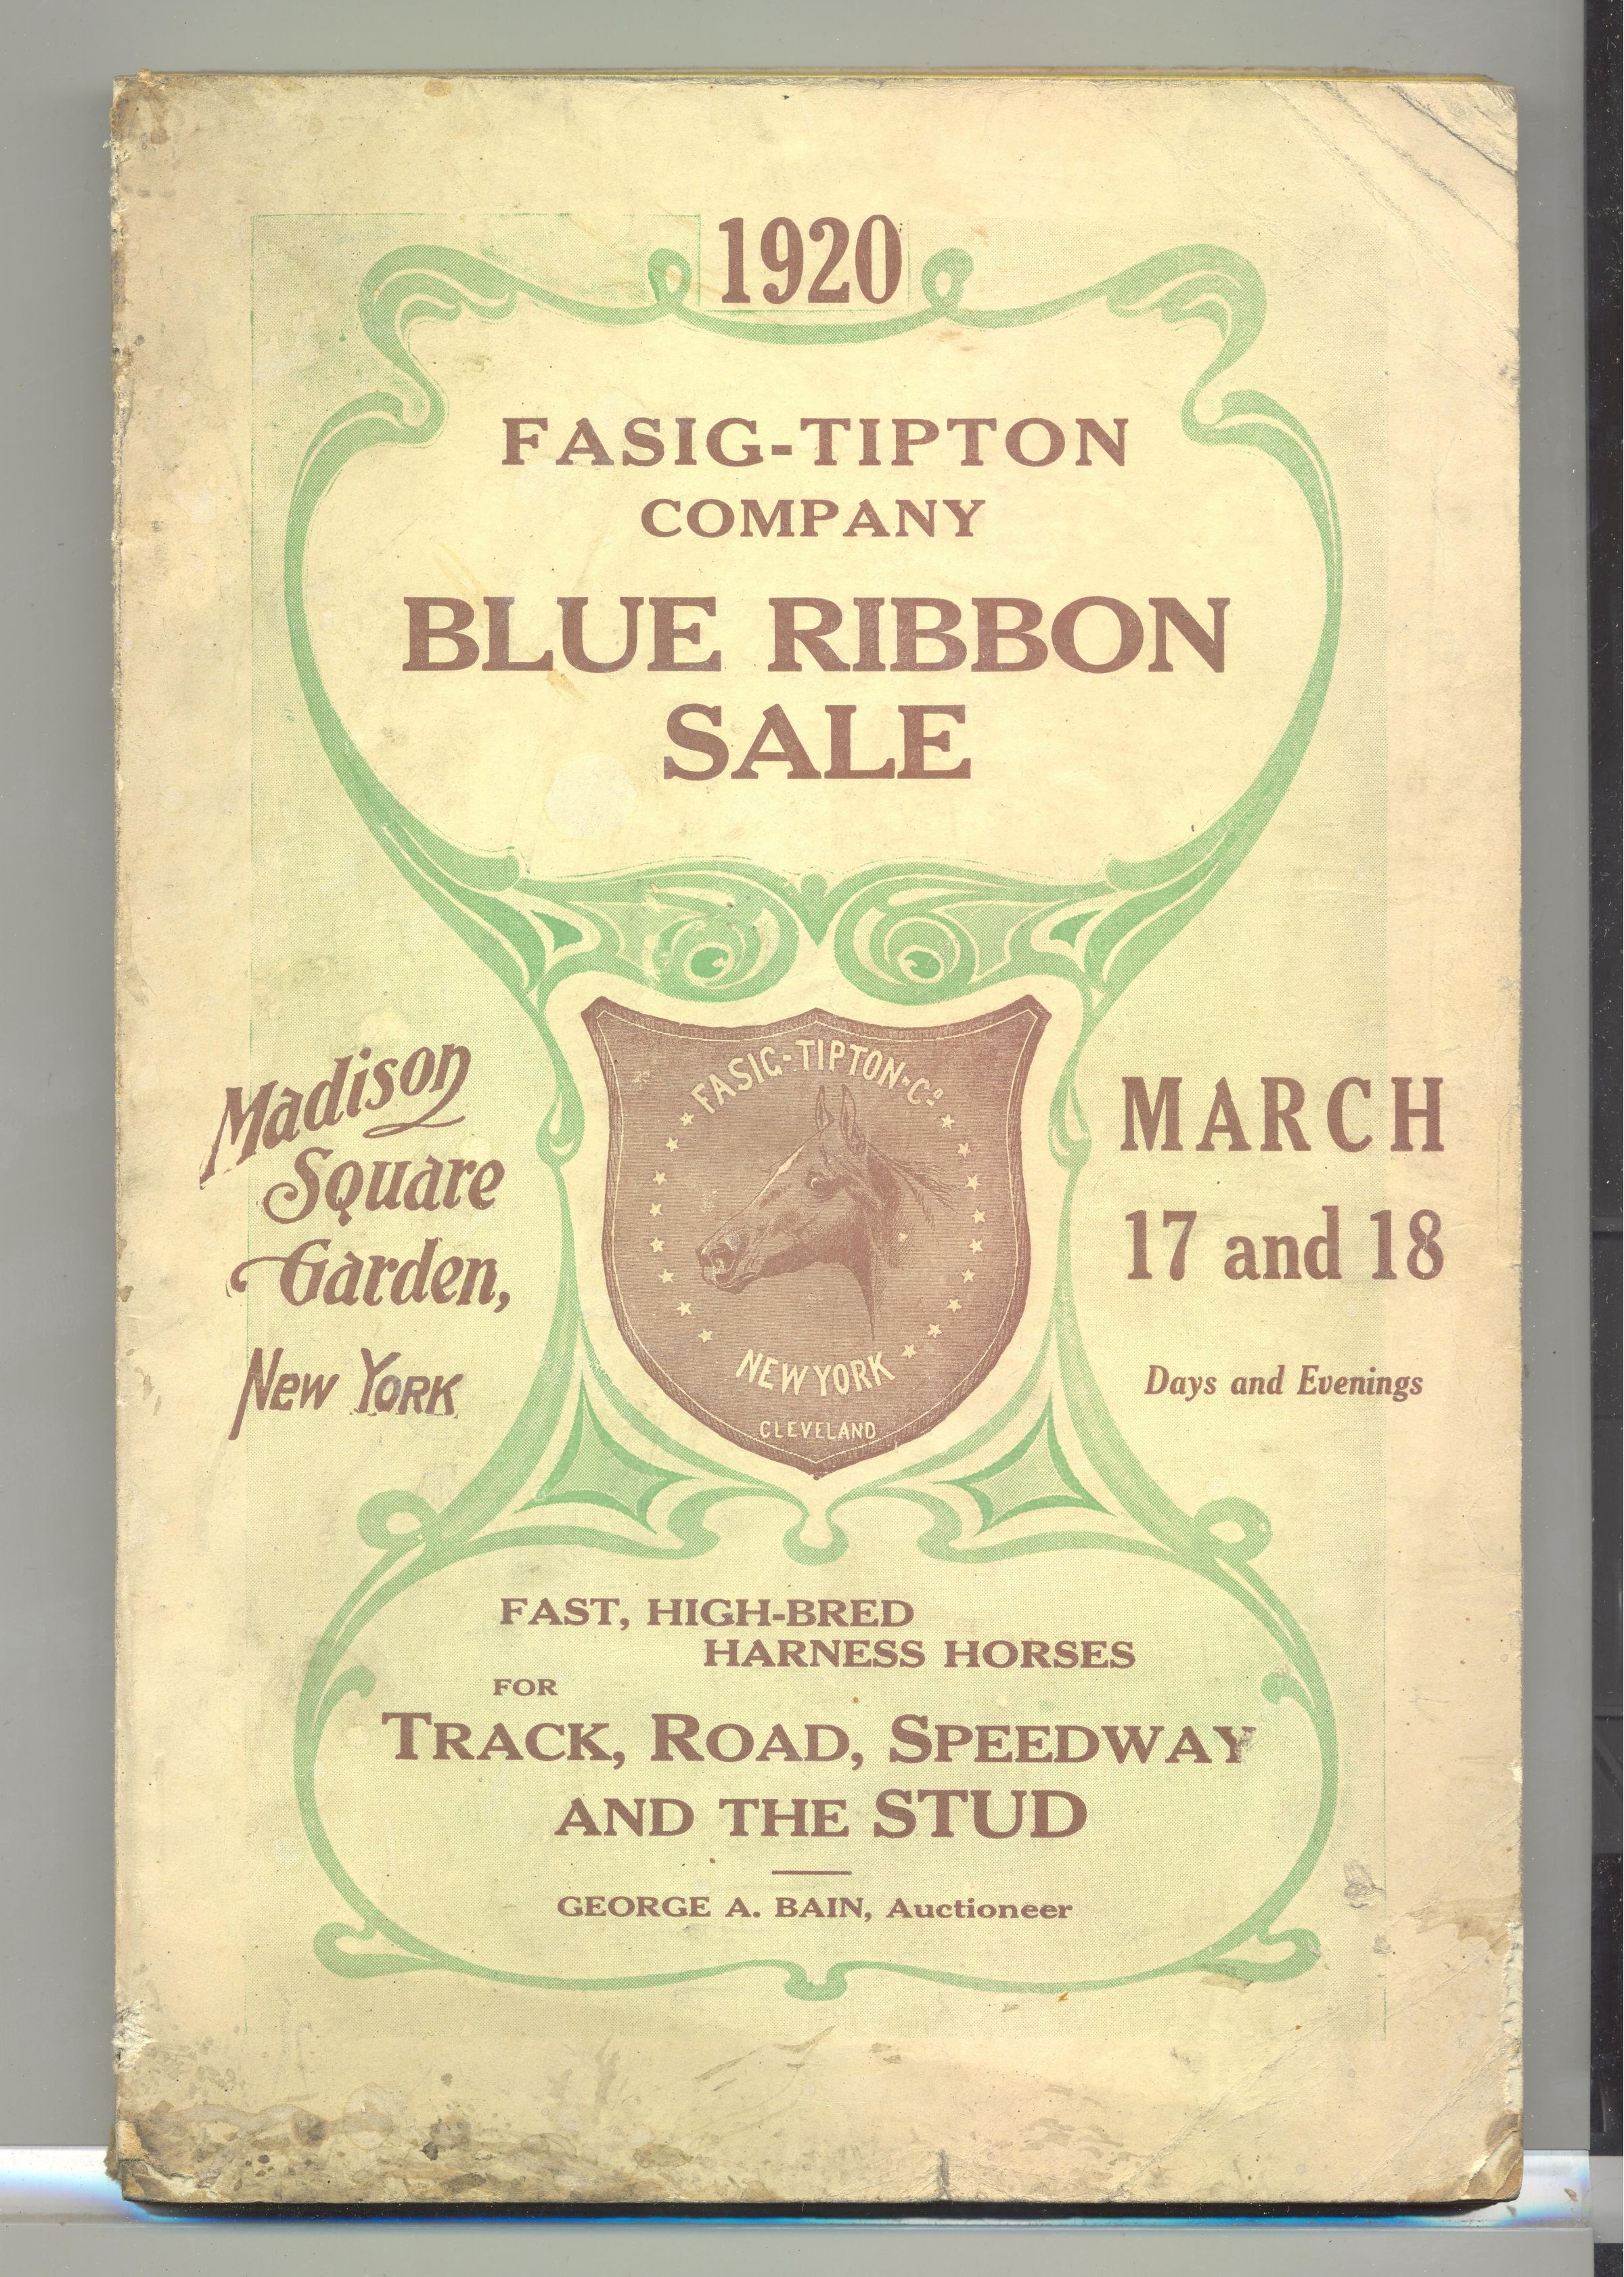 1920
FASIG-TIPTON
COMPANY
BLUE RIBBON
SALE
Madison
Square
Garden,
New York
FASIG-TIPTON-Co
NEW YORK
CLEVELAND
MARCH
17 and 18
Days and Evenings
FAST, HIGH-BRED
HARNESS HORSES
FOR
TRACK, ROAD, SPEEDWAY
AND THE STUD
GEORGE A. BAIN, Auctioneer